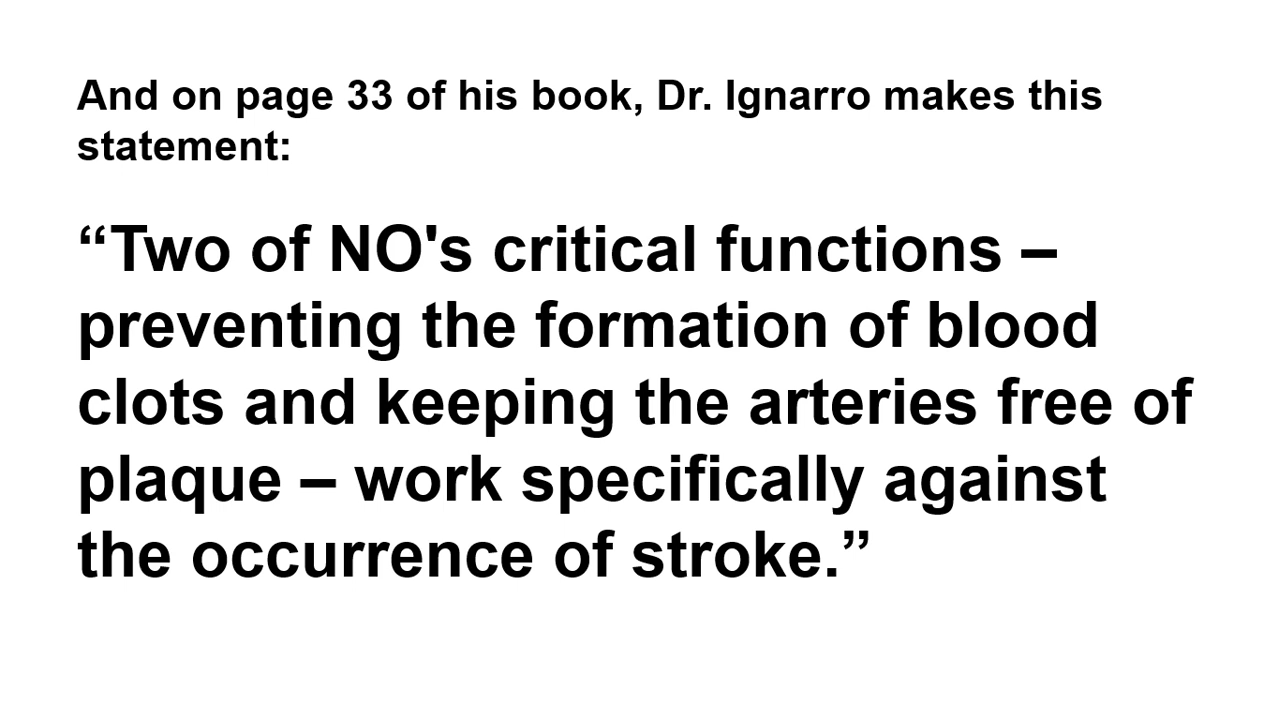 And on page 33 of his book, Dr. Ignarro makes this
statement:
“Two of NO's critical functions –
preventing the formation of blood
clots and keeping the arteries free of
plaque – work specifically against
the occurrence of stroke.”